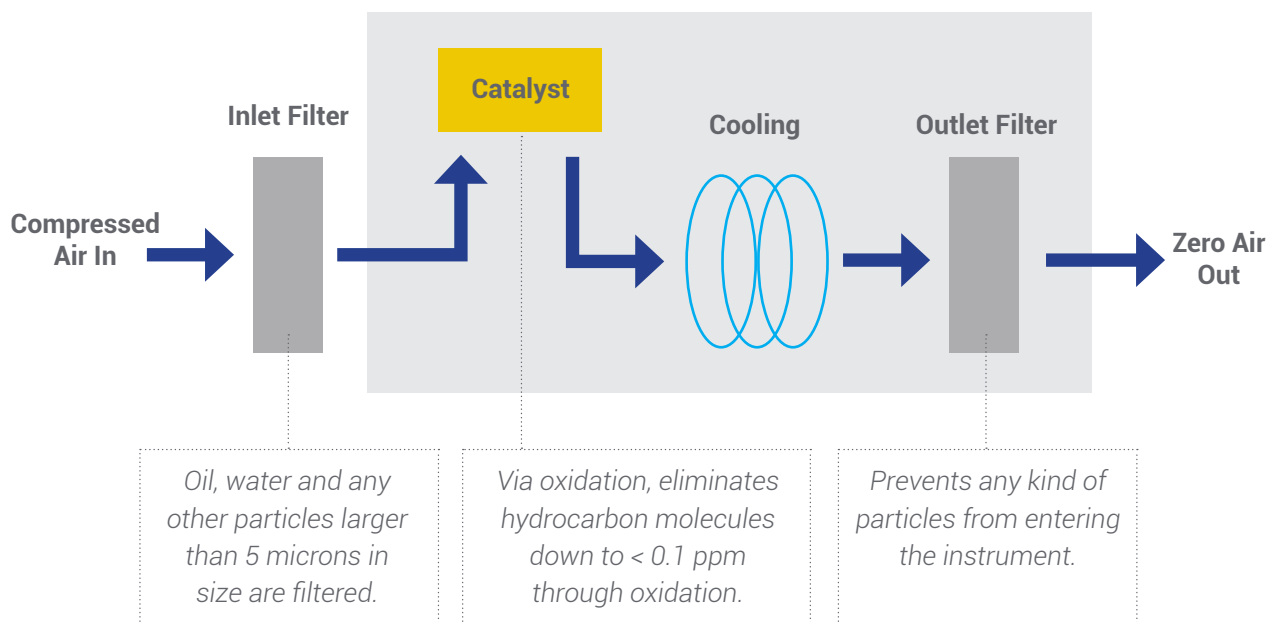 Catalyst
Inlet Filter
Cooling
Outlet Filter
Compressed
Air In
Zero Air
Out
Oil, water and any
other particles larger
than 5 microns in
size are filtered.
Via oxidation, eliminates
hydrocarbon molecules
down to < 0.1 ppm
through oxidation.
Prevents any kind of
particles from entering
the instrument.